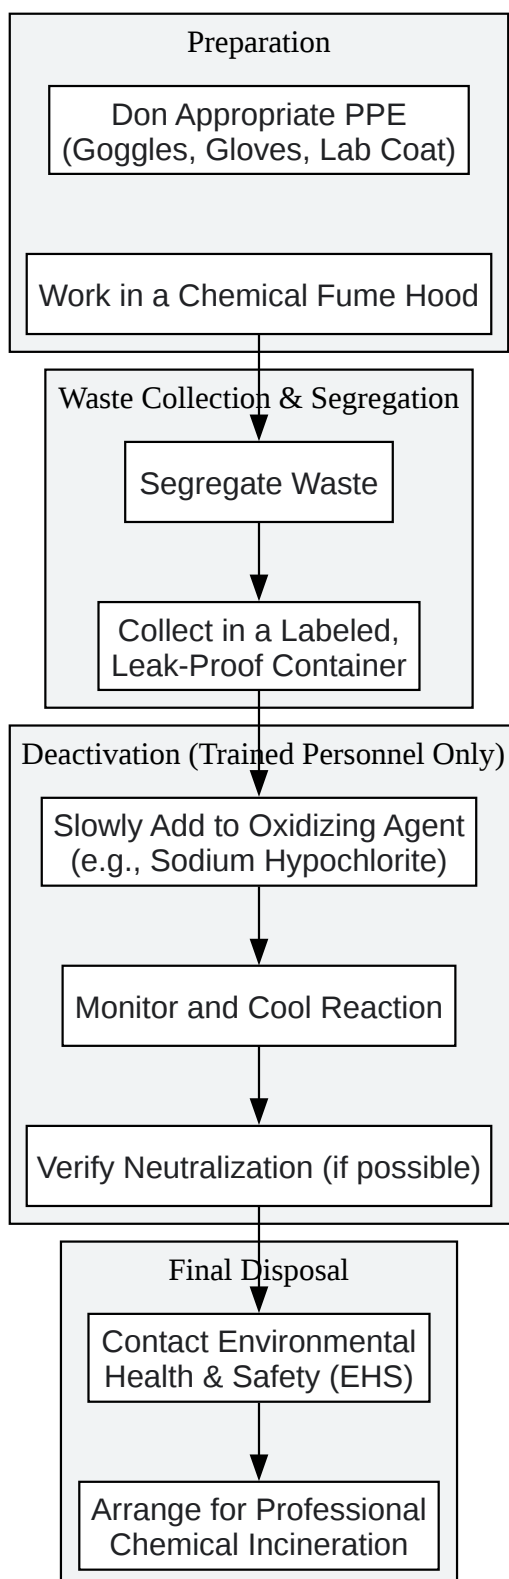 Preparation
Don Appropriate PPE
(Goggles, Gloves, Lab Coat)
Work in a Chemical Fume Hood
Waste Collection & Segregation
Segregate Waste
Collect in a Labeled,
Leak-Proof Container
Deactivation (Trained Personnel Only)
Slowly Add to Oxidizing Agent
(e.g., Sodium Hypochlorite)
Monitor and Cool Reaction
Verify Neutralization (if possible)
Final Disposal
Contact Environmental
Health & Safety (EHS)
Arrange for Professional
Chemical Incineration